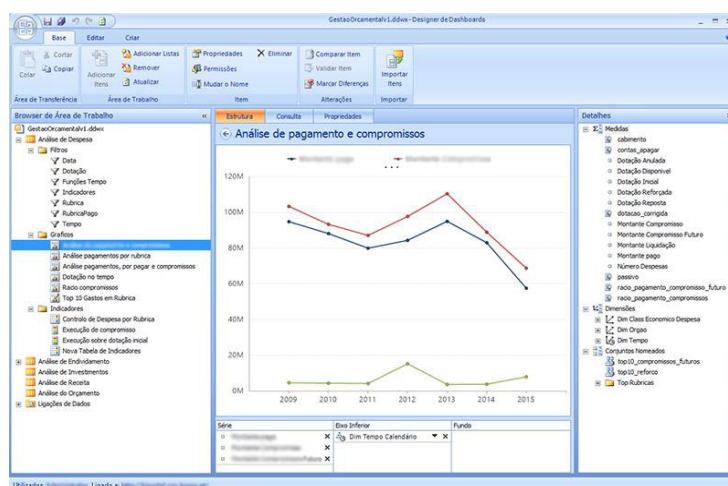 GestaoOrcamentalv1.ddwx - Designer de Dashboards
Base Editar Criar
Colar
Cortar
Copiar
Área de Transferência
Adicionar Itens
Adicionar Listas
Remover
Atualizar
Área de Trabalho
Propriedades
Permissões
Mudar o Nome
Eliminar
Item
Comparar Item
Validar Item
Marcar Diferenças
Alterações
Importar Itens
Importar
Browser de Área de Trabalho
GestaoOrcamentalv1.ddwx
Análise de Despesa
Filtros
Data
Dotação
Funções Tempo
Indicadores
Rubrica
RubricaPago
Tempo
Graficos
Análise pagamentos por rubrica
Análise pagamentos, por pagar e compromissos
Dotação no tempo
Racio compromissos
Top 10 Gastos em Rubrica
Indicadores
Controlo de Despesa por Rubrica
Execução de compromisso
Execução sobre dotação inicial
Nova Tabela de Indicadores
Análise de Endividamento
Análise de Investimentos
Análise de Receita
Análise do Orçamento
Ligações de Dados
Estrutura Consulta Propriedades
Análise de pagamento e compromissos
120M
100M
80M
60M
40M
20M
0M
2009 2010 2011 2012 2013 2014 2015
Série
Eixo Inferior
Dim Tempo Calendário
Fundo
Detalhes
Medidas
cabimento
contas_apagar
Dotação Anulada
Dotação Disponivel
Dotação Inicial
Dotação Reforçada
Dotação Reposta
dotacao_corrigida
Montante Compromisso
Montante Compromisso Futuro
Montante Liquidação
Montante pago
Número Despesas
passivo
racio_pagamento_compromisso_futuro
racio_pagamento_compromissos
Dimensões
Dim Class Economico Despesa
Dim Orgao
Dim Tempo
Conjuntos Nomeados
top10_compromissos_futuros
top10_reforco
Top Rubricas